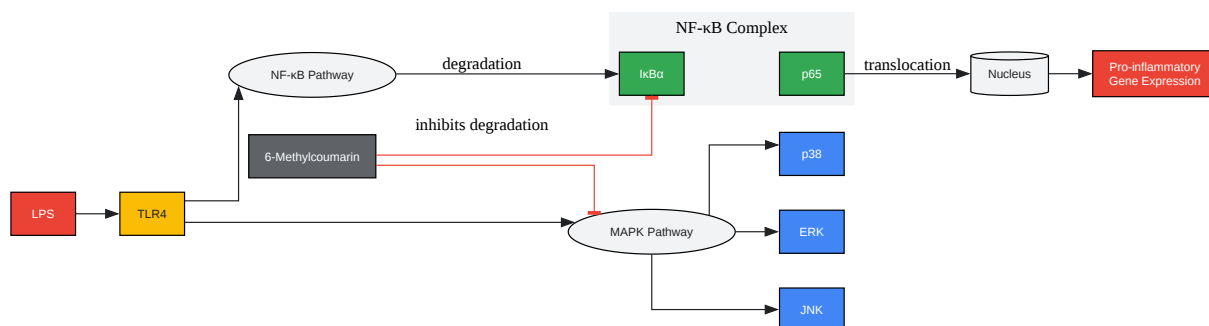 NF-κB Complex
NF-κB Pathway
degradation
IκBα
p65
translocation
Nucleus
Pro-inflammatory
Gene Expression
inhibits degradation
6-Methylcoumarin
p38
LPS
TLR4
MAPK Pathway
ERK
JNK